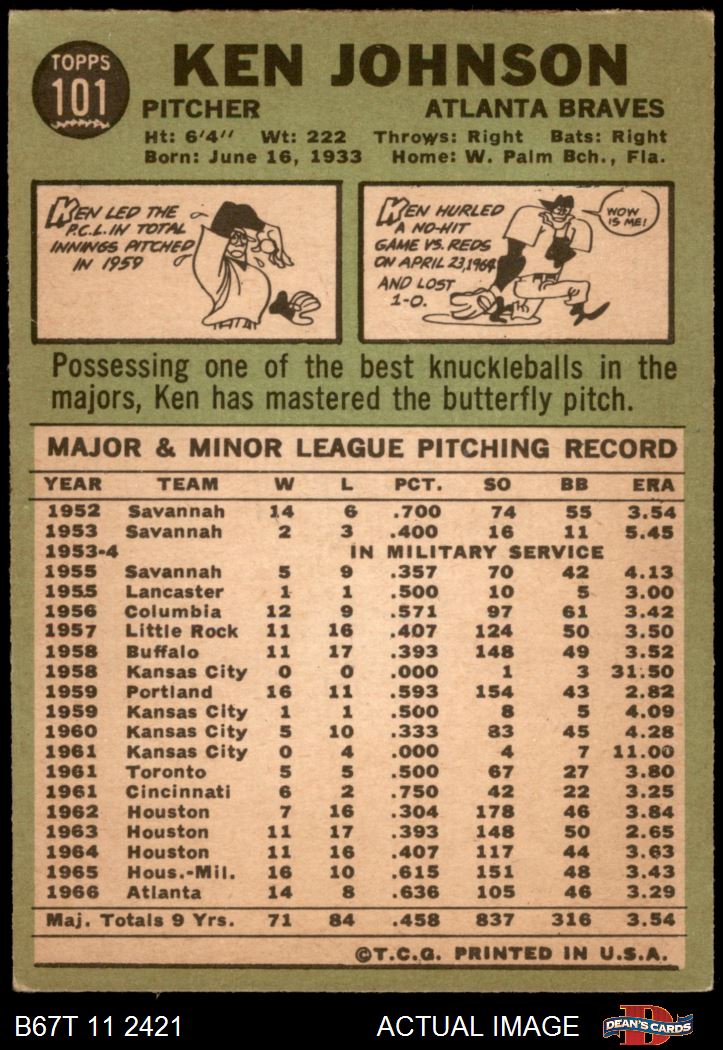 TOPPS
101
KEN JOHNSON
PITCHER ATLANTA BRAVES
Ht: 6'4" Wt: 222 Throws: Right Bats: Right
Born: June 16, 1933 Home: W. Palm Bch., Fla.
KEN LED THE
P.C.L. IN TOTAL
INNINGS PITCHED
IN 1959
KEN HURLED
A NO-HIT
GAME VS. REDS
ON APRIL 23, 1964
AND LOST
1-0.
WOW
IS ME!
Possessing one of the best knuckleballs in the
majors, Ken has mastered the butterfly pitch.
MAJOR & MINOR LEAGUE PITCHING RECORD
YEAR TEAM W L PCT. SO BB ERA
1952 Savannah 14 6 .700 74 55 3.54
1953 Savannah 2 3 .400 16 11 5.45
1953-4 IN MILITARY SERVICE
1955 Savannah 5 9 .357 70 42 4.13
1955 Lancaster 1 1 .500 10 5 3.00
1956 Columbia 12 9 .571 97 61 3.42
1957 Little Rock 11 16 .407 124 50 3.50
1958 Buffalo 11 17 .393 148 49 3.52
1958 Kansas City 0 0 .000 1 3 31.50
1959 Portland 16 11 .593 154 43 2.82
1959 Kansas City 1 1 .500 8 5 4.09
1960 Kansas City 5 10 .333 83 45 4.28
1961 Kansas City 0 4 .000 4 7 11.00
1961 Toronto 5 5 .500 67 27 3.80
1961 Cincinnati 6 2 .750 42 22 3.25
1962 Houston 7 16 .304 178 46 3.84
1963 Houston 11 17 .393 148 50 2.65
1964 Houston 11 16 .407 117 44 3.63
1965 Hous.-Mil. 16 10 .615 151 48 3.43
1966 Atlanta 14 8 .636 105 46 3.29
Maj. Totals 9 Yrs. 71 84 .458 837 316 3.54
©T.C.G. PRINTED IN U.S.A.
B67T 11 2421 ACTUAL IMAGE
D
DEAN'S CARDS